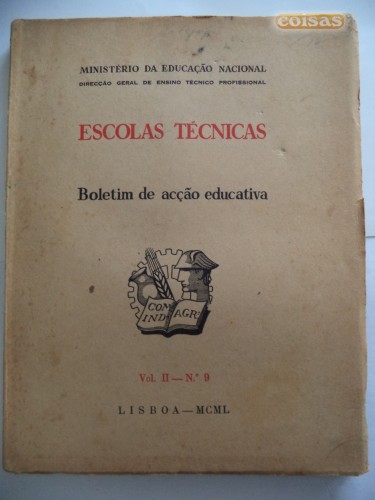 coisas
MINISTÉRIO DA EDUCAÇÃO NACIONAL
DIRECÇÃO GERAL DE ENSINO TÉCNICO PROFISSIONAL
ESCOLAS TÉCNICAS
Boletim de acção educativa
COM
IND
AGR.
Vol. II — N.º 9
LISBOA — MCML